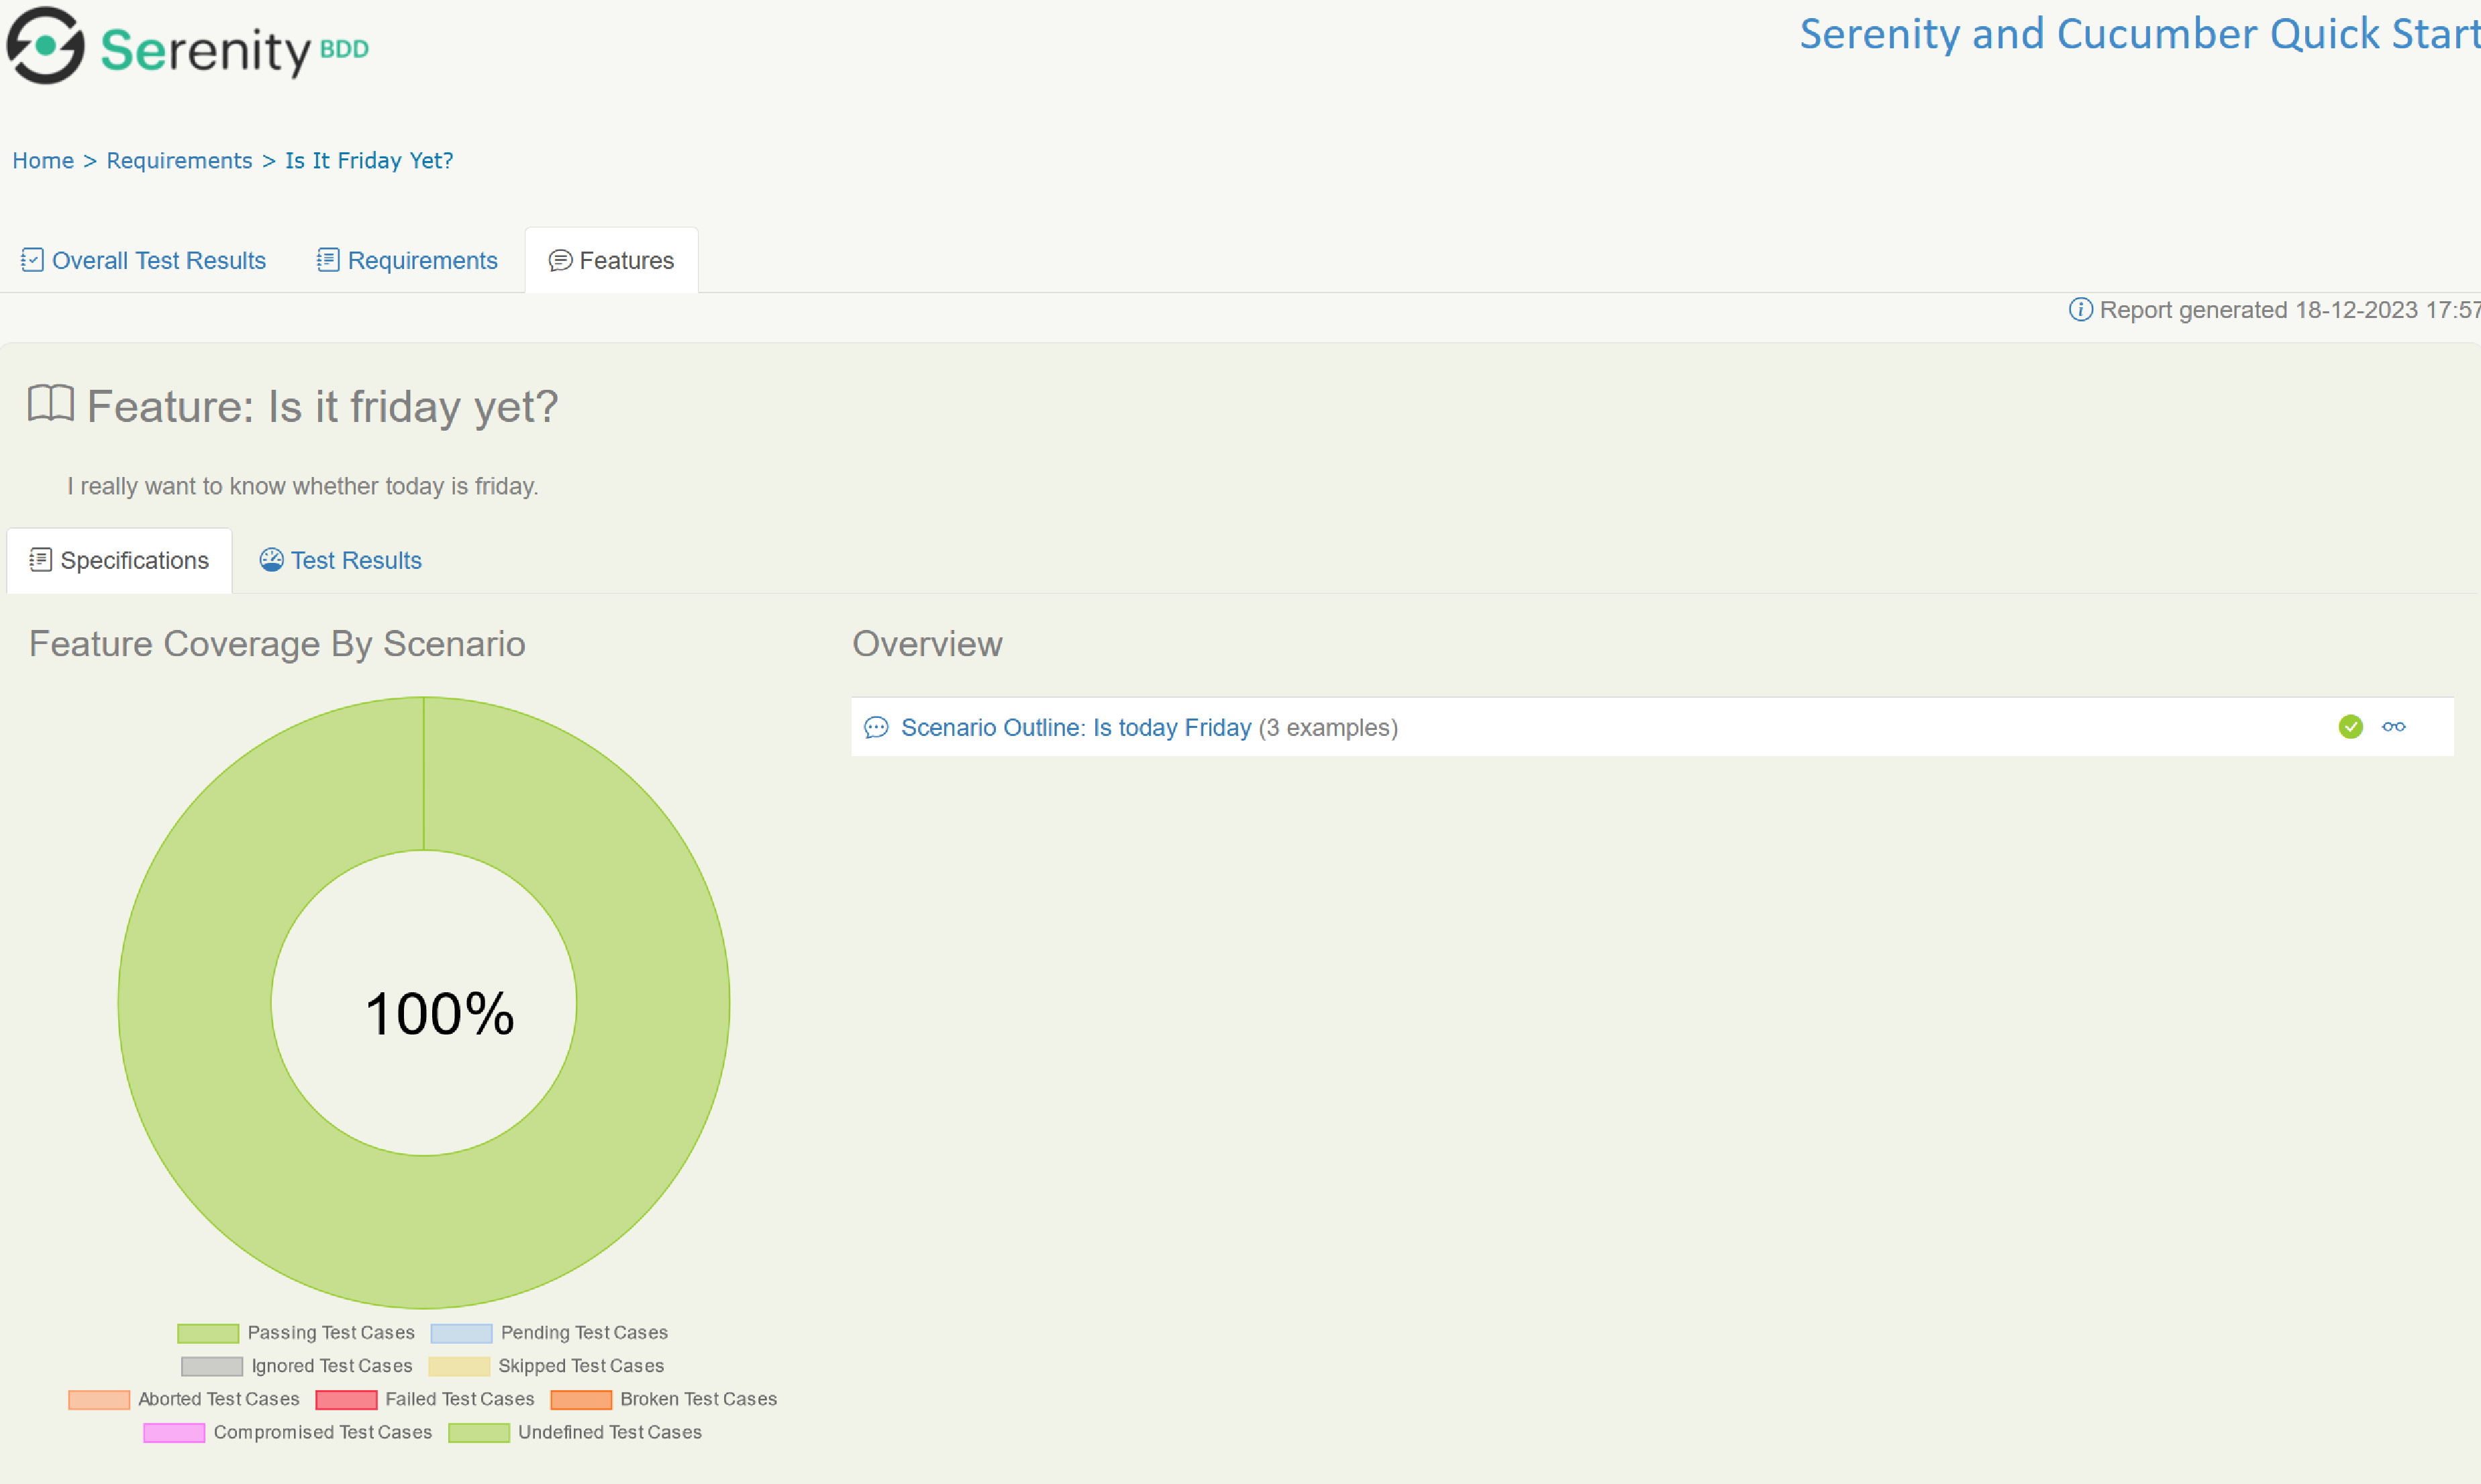 Serenity BDD
Serenity and Cucumber Quick Start
Home > Requirements > Is It Friday Yet?
Overall Test Results Requirements Features
Report generated 18-12-2023 17:57
Feature: Is it friday yet?
I really want to know whether today is friday.
Specifications Test Results
Feature Coverage By Scenario
Overview
Scenario Outline: Is today Friday (3 examples)
100%
Passing Test Cases Pending Test Cases
Ignored Test Cases Skipped Test Cases
Aborted Test Cases Failed Test Cases Broken Test Cases
Compromised Test Cases Undefined Test Cases